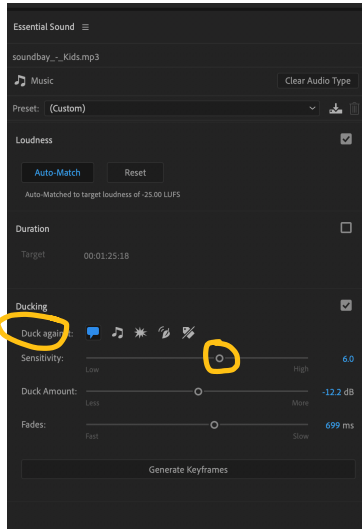 Essential Sound
soundbay_-_Kids.mp3
Music Clear Audio Type
Preset: (Custom)
Loudness
Auto-Match Reset
Auto-Matched to target loudness of -25.00 LUFS
Duration
Target 00:01:25:18
Ducking
Duck against:
Sensitivity: 6.0
Low High
Duck Amount: -12.2 dB
Less More
Fades: 699 ms
Fast Slow
Generate Keyframes